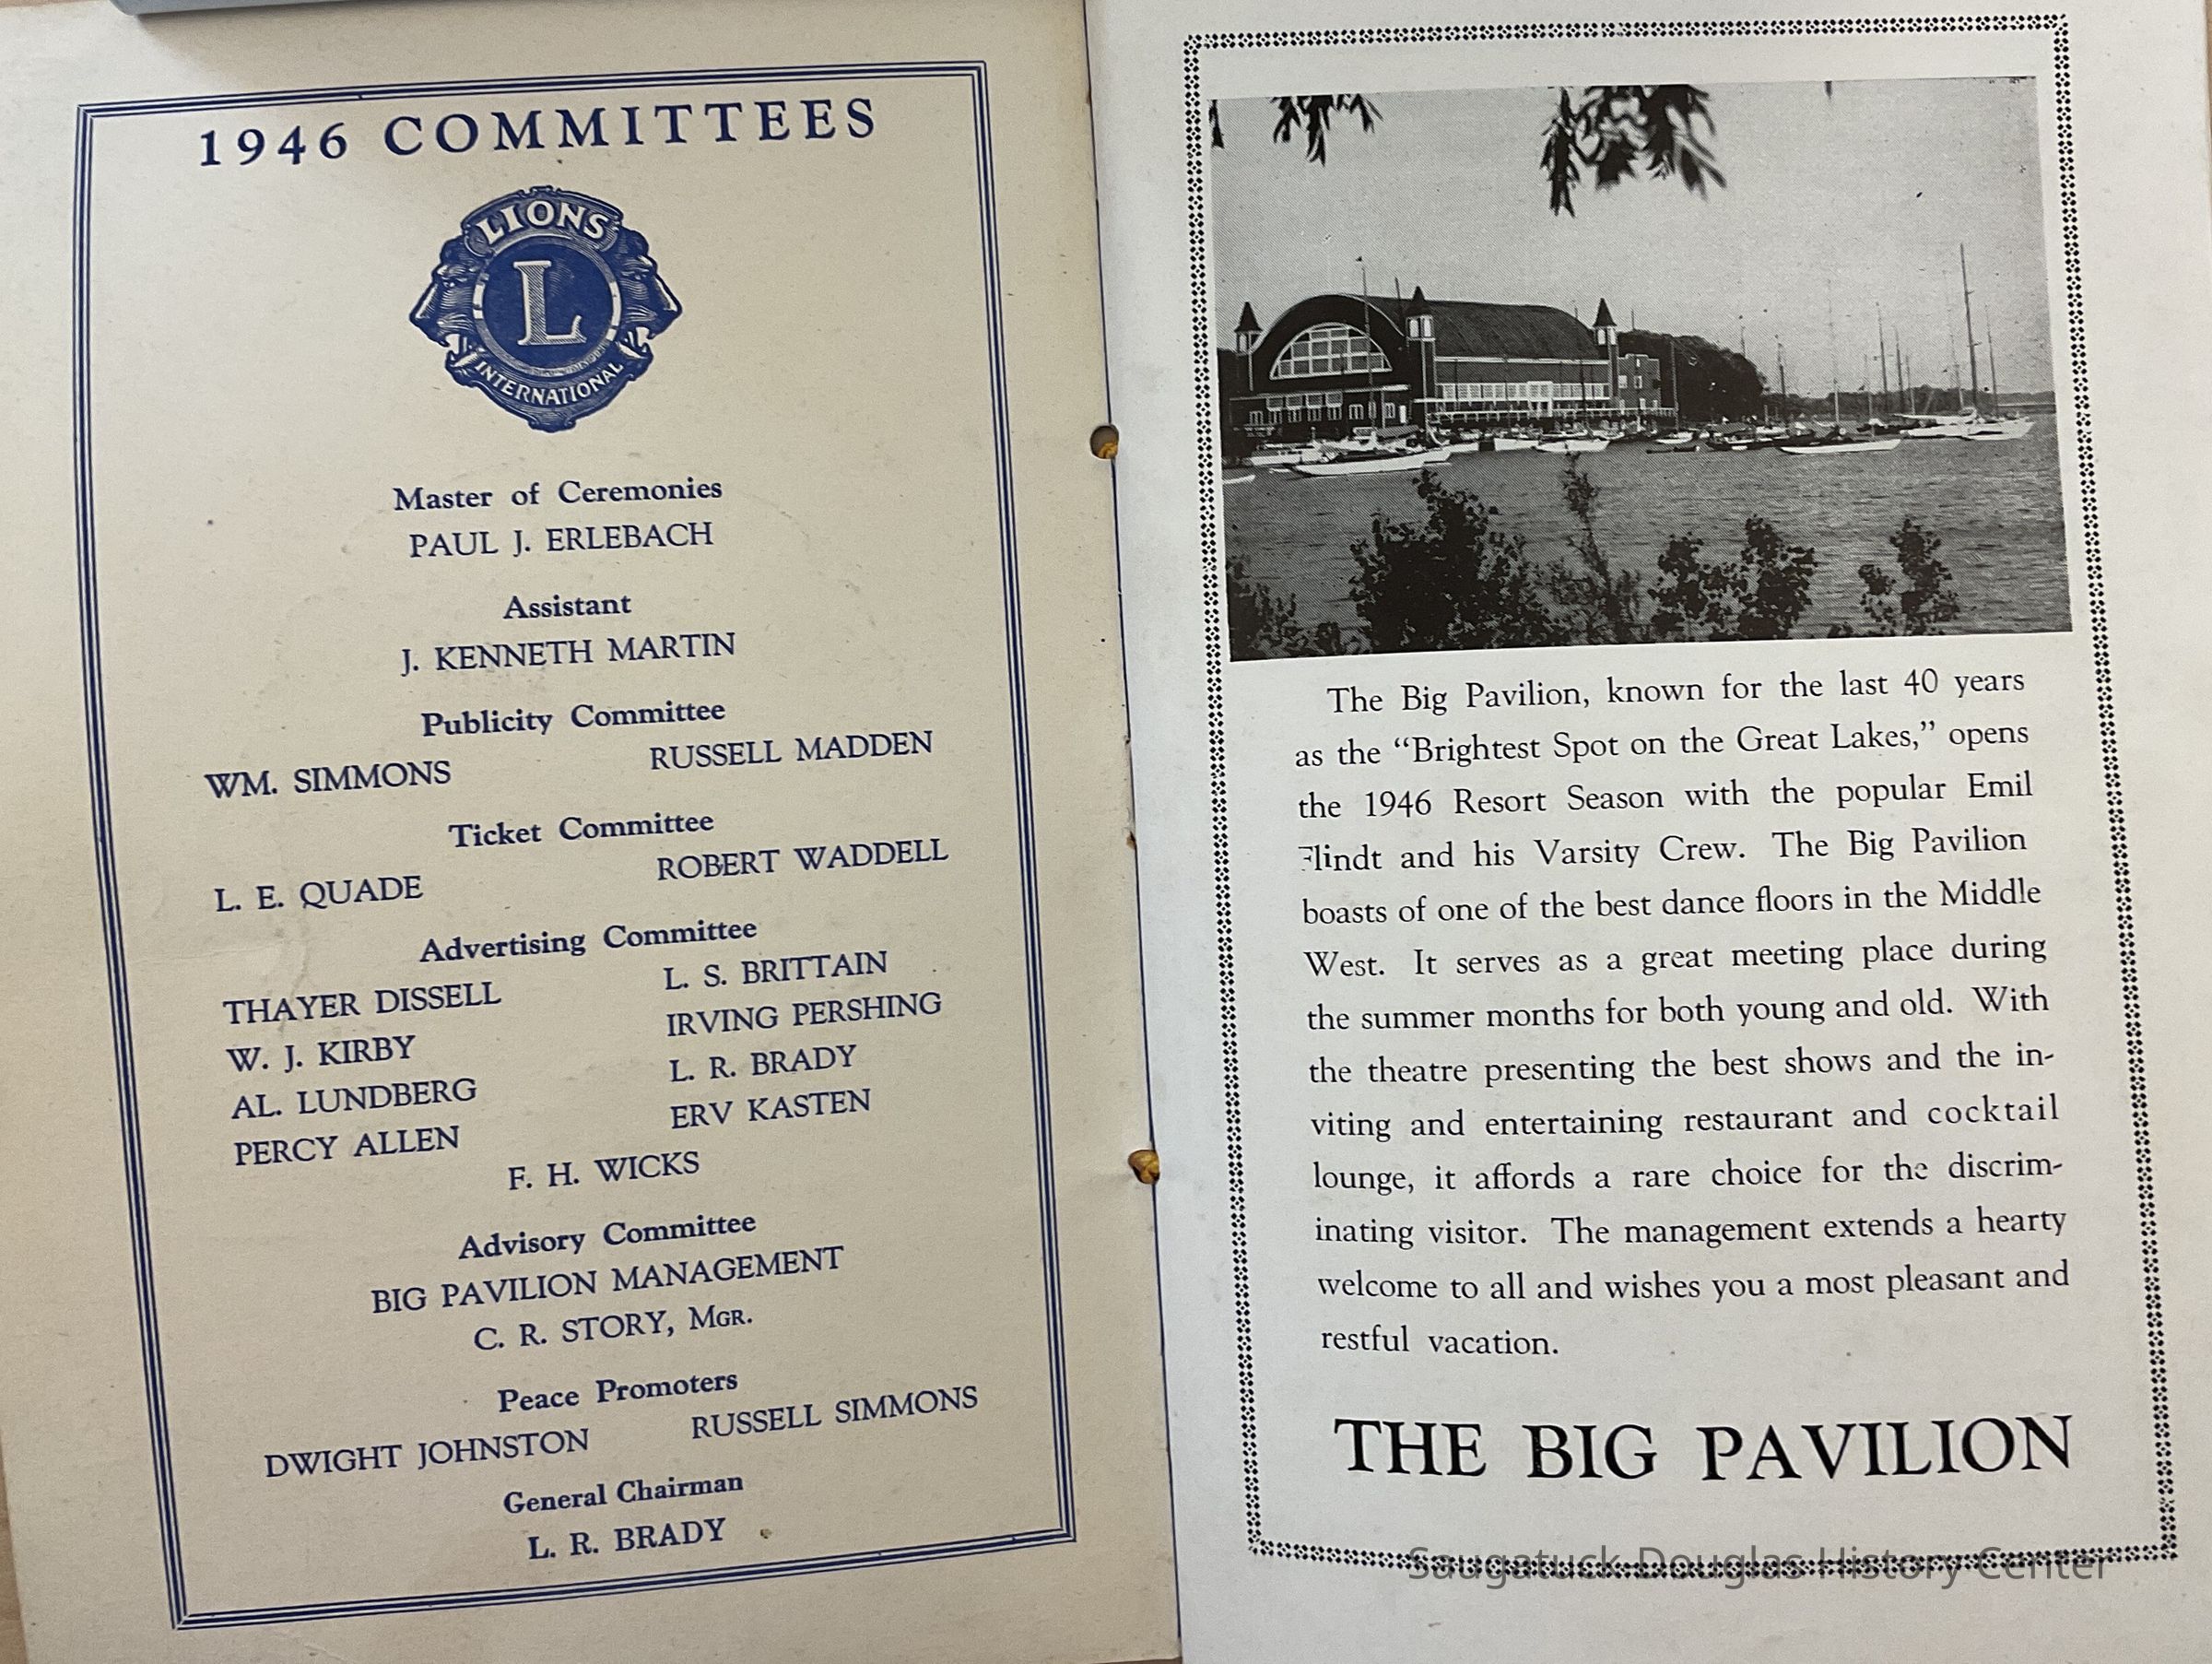 1946 COMMITTEES
LIONS
L
INTERNATIONAL
Master of Ceremonies
PAUL J. ERLEBACH
Assistant
J. KENNETH MARTIN
Publicity Committee
WM. SIMMONS RUSSELL MADDEN
Ticket Committee
L. E. QUADE ROBERT WADDELL
Advertising Committee
THAYER DISSELL L. S. BRITTAIN
W. J. KIRBY IRVING PERSHING
AL. LUNDBERG L. R. BRADY
PERCY ALLEN ERV KASTEN
F. H. WICKS
Advisory Committee
BIG PAVILION MANAGEMENT
C. R. STORY, MGR.
Peace Promoters
DWIGHT JOHNSTON RUSSELL SIMMONS
General Chairman
L. R. BRADY
The Big Pavilion, known for the last 40 years
as the “Brightest Spot on the Great Lakes,” opens
the 1946 Resort Season with the popular Emil
Flindt and his Varsity Crew. The Big Pavilion
boasts of one of the best dance floors in the Middle
West. It serves as a great meeting place during
the summer months for both young and old. With
the theatre presenting the best shows and the in-
viting and entertaining restaurant and cocktail
lounge, it affords a rare choice for the discrim-
inating visitor. The management extends a hearty
welcome to all and wishes you a most pleasant and
restful vacation.
THE BIG PAVILION
Saugatuck-Douglas History Center